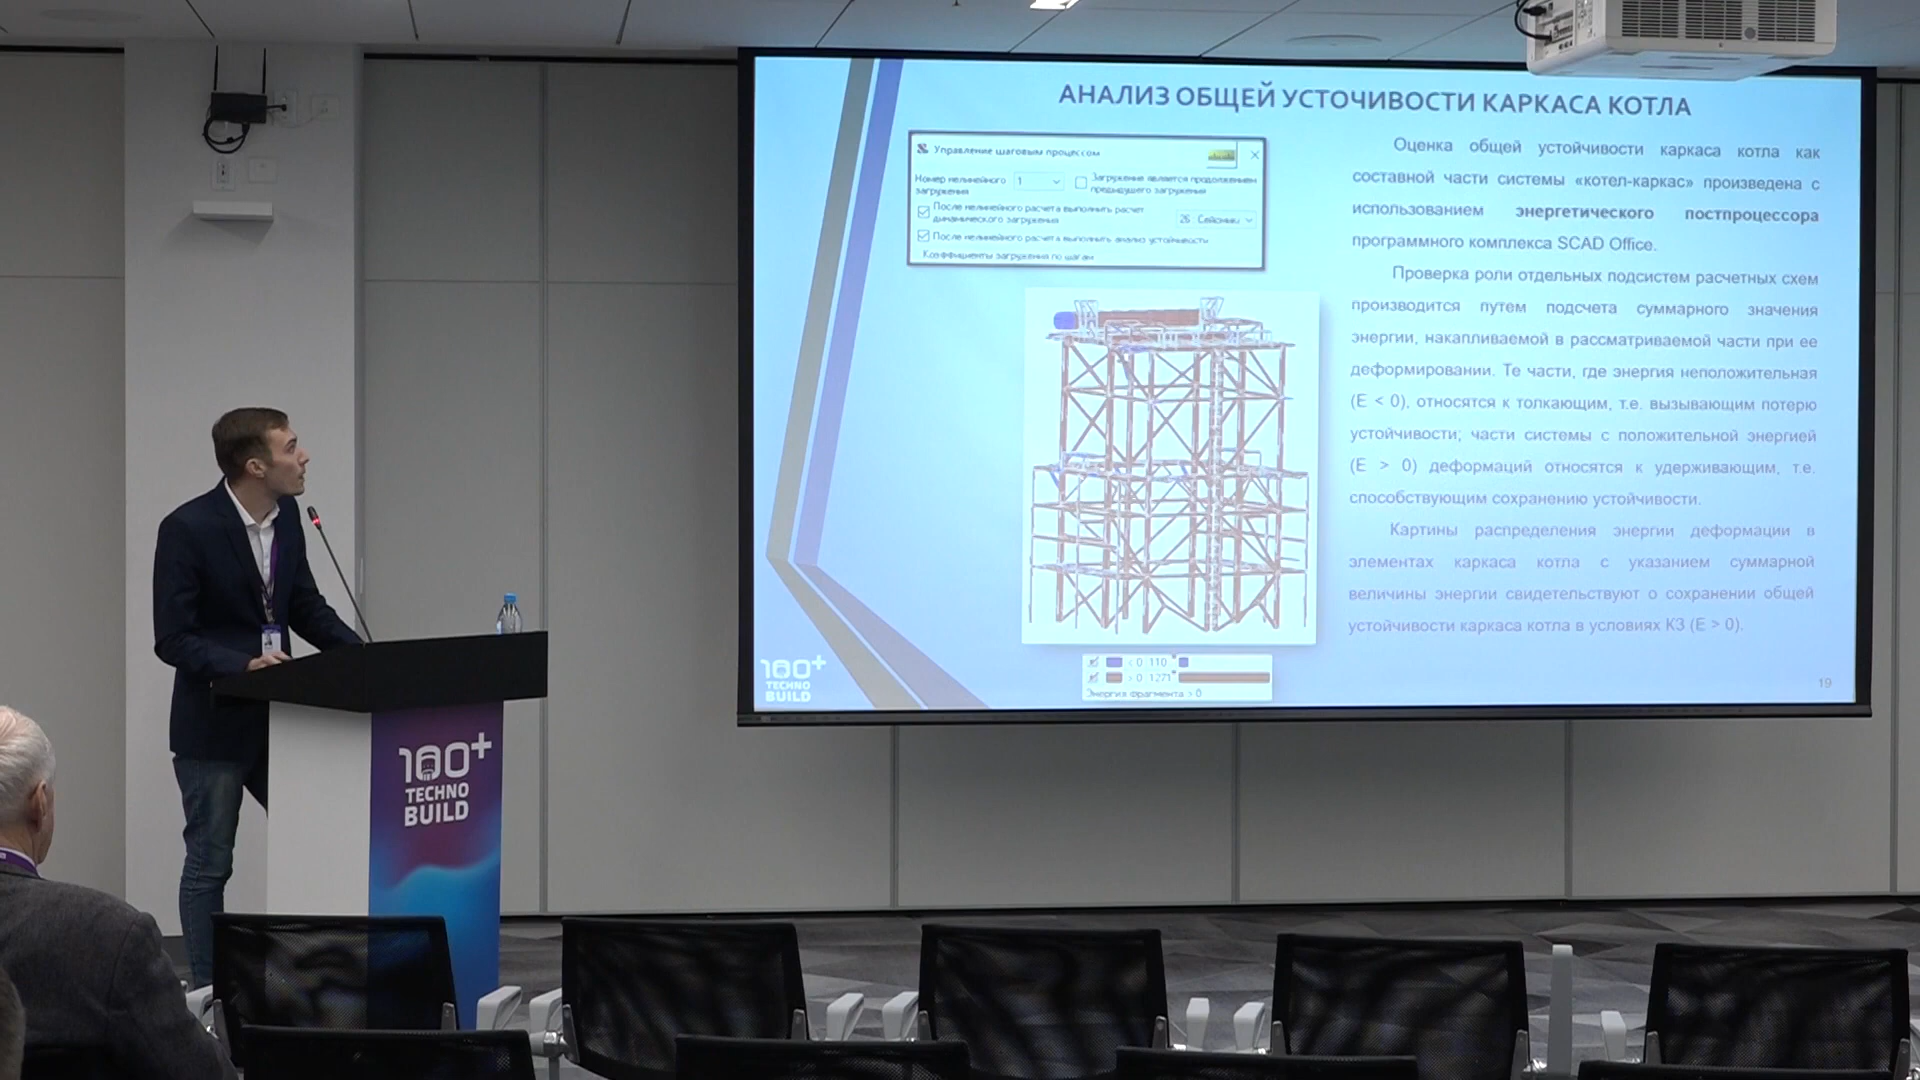 АНАЛИЗ ОБЩЕЙ УСТОЧИВОСТИ КАРКАСА КОТЛА
Управление шаговым процессом
Номер нелинейного
загружения
1
Загружение является продолжением
предыдущего загружения
После нелинейного расчета выполнить расчет
динамического загружения
После нелинейного расчета выполнить анализ устойчивости
Коэффициенты загружения по шагам
Оценка общей устойчивости каркаса котла как
составной части системы «котел-каркас» произведена с
использованием энергетического постпроцессора
программного комплекса SCAD Office.
Проверка роли отдельных подсистем расчетных схем
производится путем подсчета суммарного значения
энергии, накапливаемой в рассматриваемой части при ее
деформировании. Те части, где энергия неположительная
(E < 0), относятся к толкающим, т.е. вызывающим потерю
устойчивости; части системы с положительной энергией
(E > 0) деформаций относятся к удерживающим, т.е.
способствующим сохранению устойчивости.
Картины распределения энергии деформации в
элементах каркаса котла с указанием суммарной
величины энергии свидетельствуют о сохранении общей
устойчивости каркаса котла в условиях КЗ (E > 0).
< 0 110
> 0 1271
Энергия фрагмента > 0
19
100+
TECHNO
BUILD
100+
TECHNO
BUILD